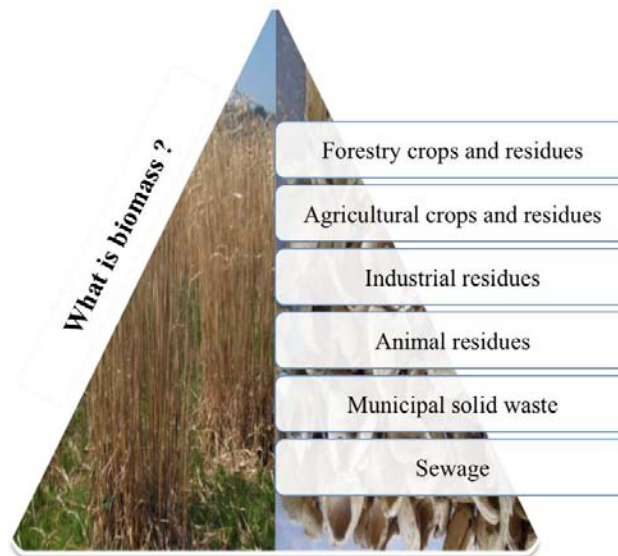 What is biomass ?
Forestry crops and residues
Agricultural crops and residues
Industrial residues
Animal residues
Municipal solid waste
Sewage